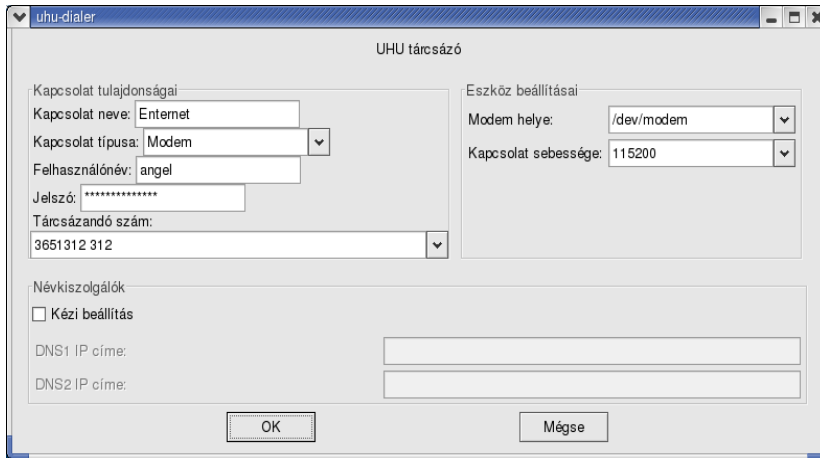 uhu-dialer
UHU tárcsázó
Kapcsolat tulajdonságai
Kapcsolat neve: Enternet
Kapcsolat típusa: Modem
Felhasználónév: angel
Jelszó: **************
Tárcsázandó szám:
3651312 312
Eszköz beállításai
Modem helye: /dev/modem
Kapcsolat sebessége: 115200
Névkiszolgálók
Kézi beállítás
DNS1 IP címe:
DNS2 IP címe:
OK Mégse